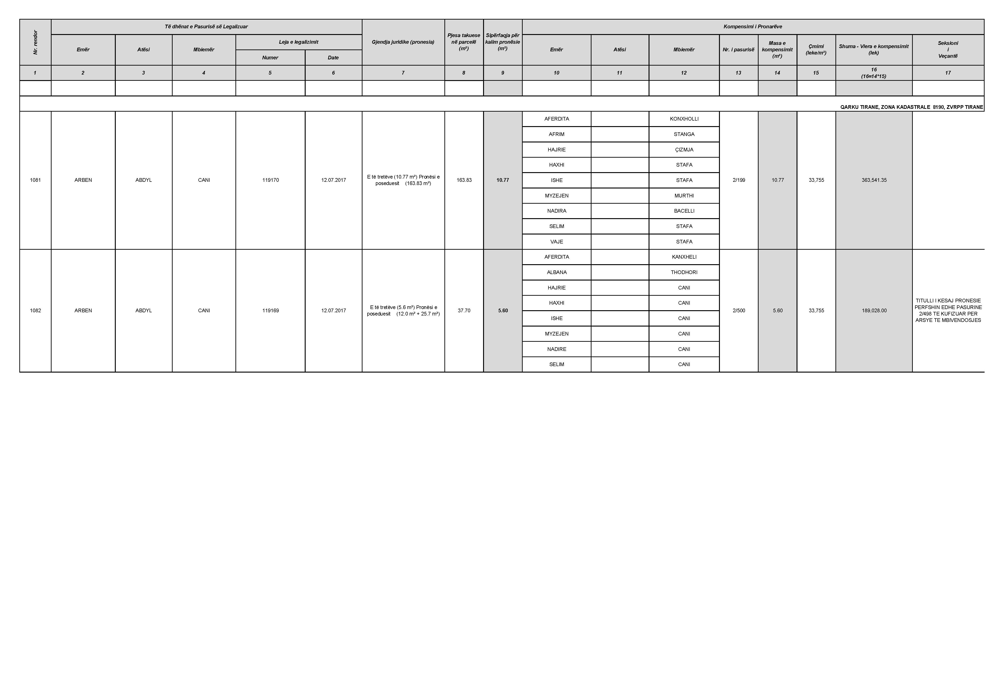 Nr. rendor
Të dhënat e Pasurisë së Legalizuar
Emër
Atësi
Mbiemër
Leja e legalizimit
Numer
Date
Gjendja juridike (pronesia)
Pjesa takuese
në parcelë
(m²)
Sipërfaqja për
kalim pronësie
(m²)
Kompensimi i Pronarëve
Emër
Atësi
Mbiemër
Nr. i pasurisë
Masa e
kompensimit
(m²)
Çmimi
(leke/m²)
Shuma - Vlera e kompensimit
(lek)
Seksioni
i
Veçantë
1 2 3 4 5 6 7 8 9 10 11 12 13 14 15 16 17
(16=14*15)
QARKU TIRANE, ZONA KADASTRALE 8190, ZVRPP TIRANE
1081 ARBEN ABDYL CANI 119170 12.07.2017
E të tretëve (10.77 m²) Pronësi e
poseduesit (163.83 m²)
163.83 10.77
AFERDITA KONXHOLLI
AFRIM STANGA
HAJRIE ÇIZMJA
HAXHI STAFA
ISHE STAFA
MYZEJEN MURTHI
NADIRA BACELLI
SELIM STAFA
VAJE STAFA
2/199 10.77 33,755 363,541.35
1082 ARBEN ABDYL CANI 119169 12.07.2017
E të tretëve (5.6 m²) Pronësi e
poseduesit (12.0 m² + 25.7 m²)
37.70 5.60
AFERDITA KANXHELI
ALBANA THODHORI
HAJRIE CANI
HAXHI CANI
ISHE CANI
MYZEJEN CANI
NADIRE CANI
SELIM CANI
2/500 5.60 33,755 189,028.00
TITULLI I KESAJ PRONESIE
PERFSHIN EDHE PASURINE
2/498 TE KUFIZUAR PER
ARSYE TE MBIVENDOSJES